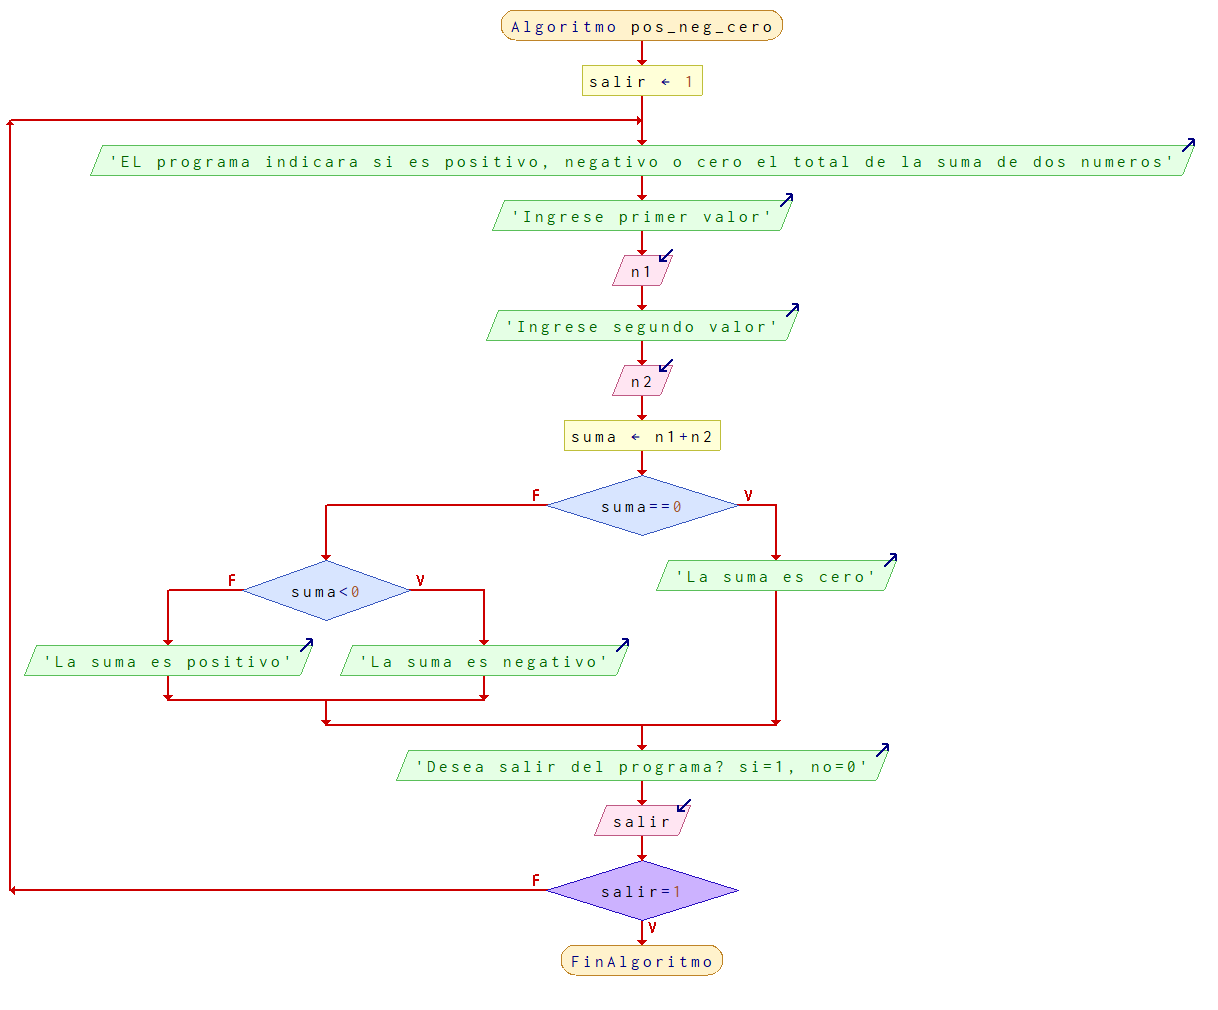 Algoritmo pos_neg_cero
salir ← 1
'EL programa indicara si es positivo, negativo o cero el total de la suma de dos numeros'
'Ingrese primer valor'
n1
'Ingrese segundo valor'
n2
suma ← n1+n2
F
V
suma==0
F
V
suma<0
'La suma es cero'
'La suma es positivo'
'La suma es negativo'
'Desea salir del programa? si=1, no=0'
salir
F
salir=1
V
FinAlgoritmo